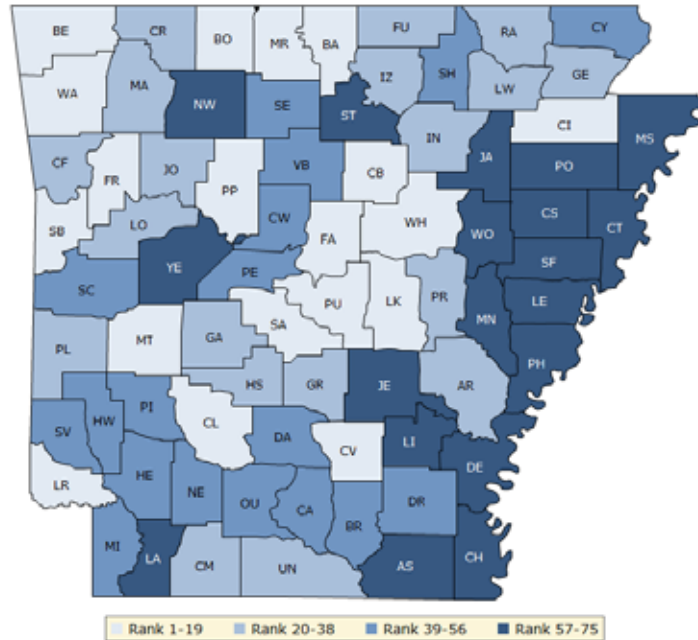 BE CR BO MR BA FU RA CY
WA MA NW SE ST IZ SH LW GE
CF FR JO PP VB CB IN JA CI PO MS
SB LO CW FA WH WO CS CT
SC YE PE PU LK PR SF
PL MT GA SA MN LE
HS GR JE AR PH
SV HW PI CL DA CV LI DE
LR HE NE OU CA BR DR
MI LA CM UN AS CH
Rank 1-19 Rank 20-38 Rank 39-56 Rank 57-75